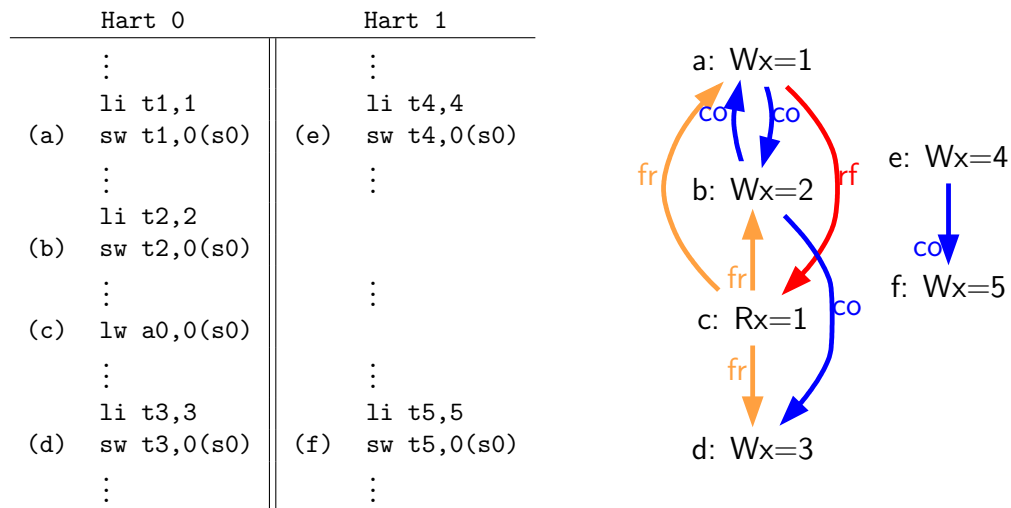 Hart 0 Hart 1
⋮ ⋮
li t1,1 li t4,4
(a) sw t1,0(s0) (e) sw t4,0(s0)
⋮ ⋮
li t2,2
(b) sw t2,0(s0)
⋮ ⋮
(c) lw a0,0(s0)
⋮ ⋮
li t3,3 li t5,5
(d) sw t3,0(s0) (f) sw t5,0(s0)
⋮ ⋮
a: Wx=1
co co
fr rf
b: Wx=2
e: Wx=4
fr
co
f: Wx=5
c: Rx=1
co
fr
d: Wx=3